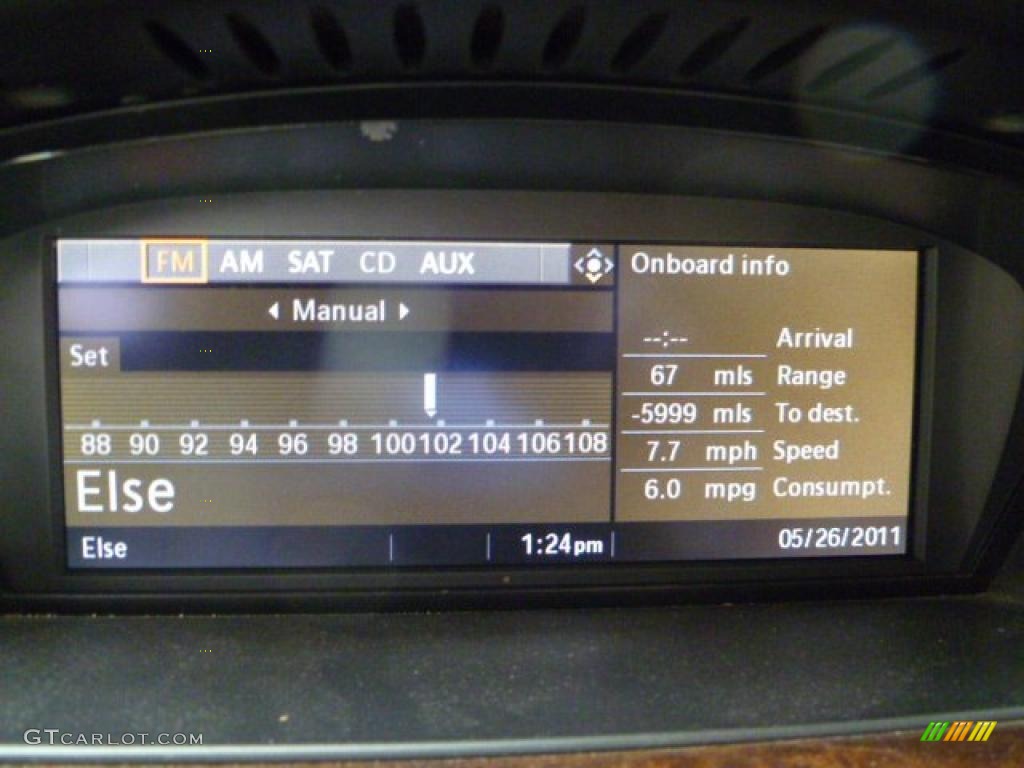 FM AM SAT CD AUX
Manual
Set
88 90 92 94 96 98 100 102 104 106 108
Else
Else 1:24pm
Onboard info
--:-- Arrival
67 mls Range
-5999 mls To dest.
7.7 mph Speed
6.0 mpg Consumpt.
05/26/2011
GTCARLOT.COM